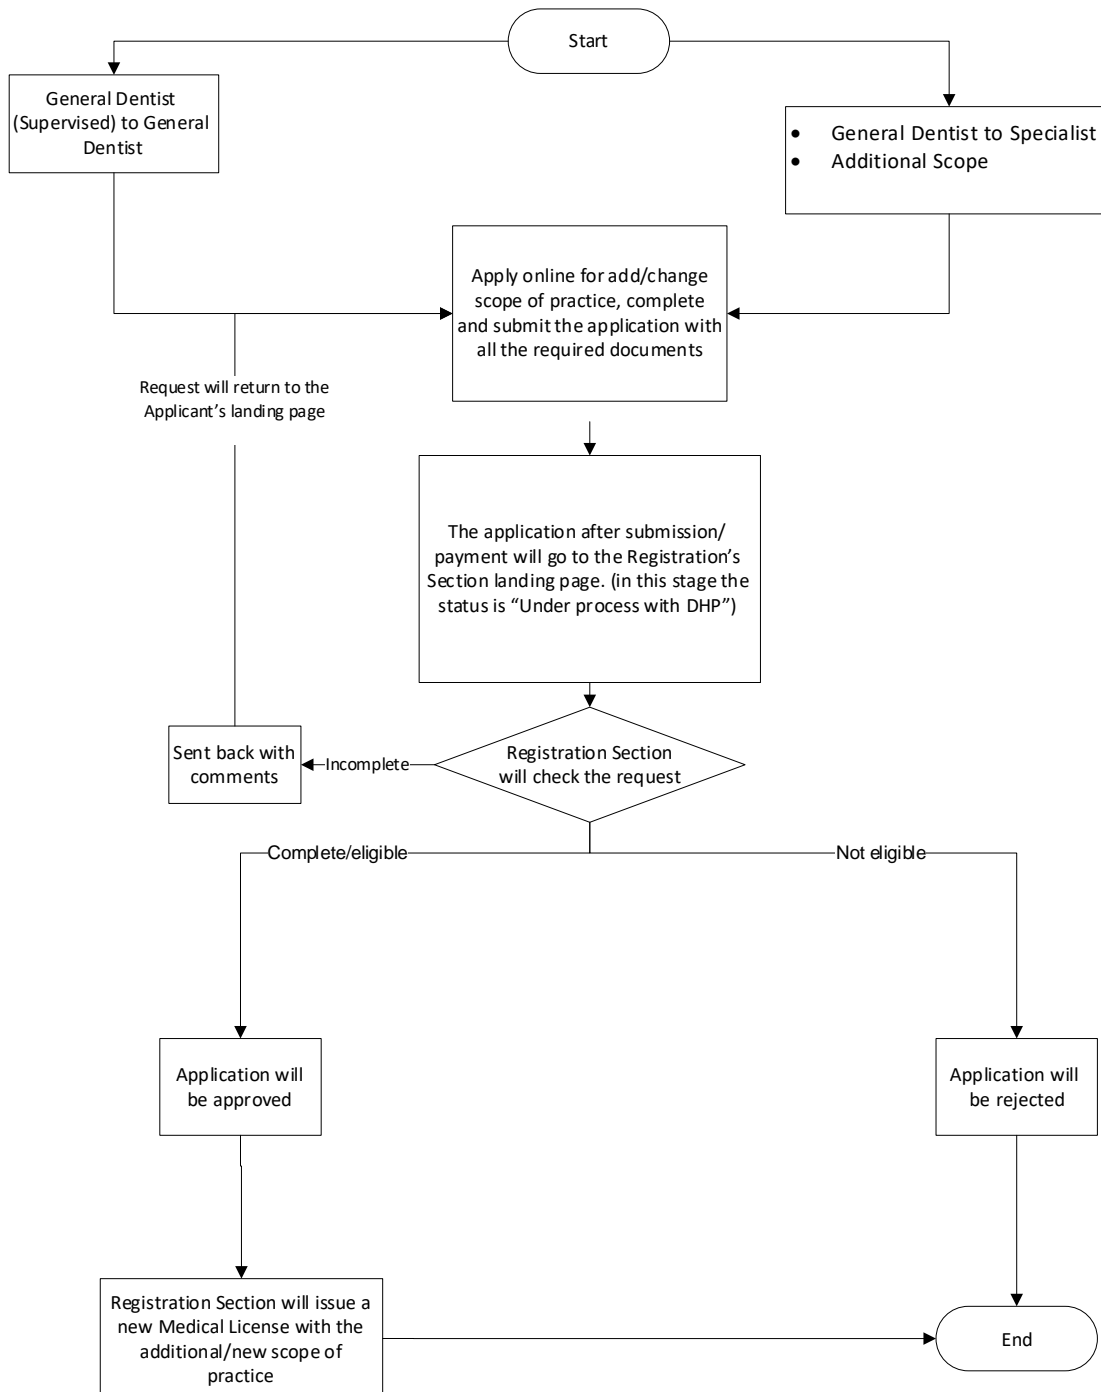 Start
General Dentist
(Supervised) to General
Dentist
• General Dentist to Specialist
• Additional Scope
Apply online for add/change
scope of practice, complete
and submit the application with
all the required documents
Request will return to the
Applicant’s landing page
The application after submission/
payment will go to the Registration’s
Section landing page. (in this stage the
status is “Under process with DHP”)
Registration Section
will check the request
Incomplete
Sent back with
comments
Complete/eligible
Not eligible
Application will
be approved
Application will
be rejected
Registration Section will issue a
new Medical License with the
additional/new scope of
practice
End